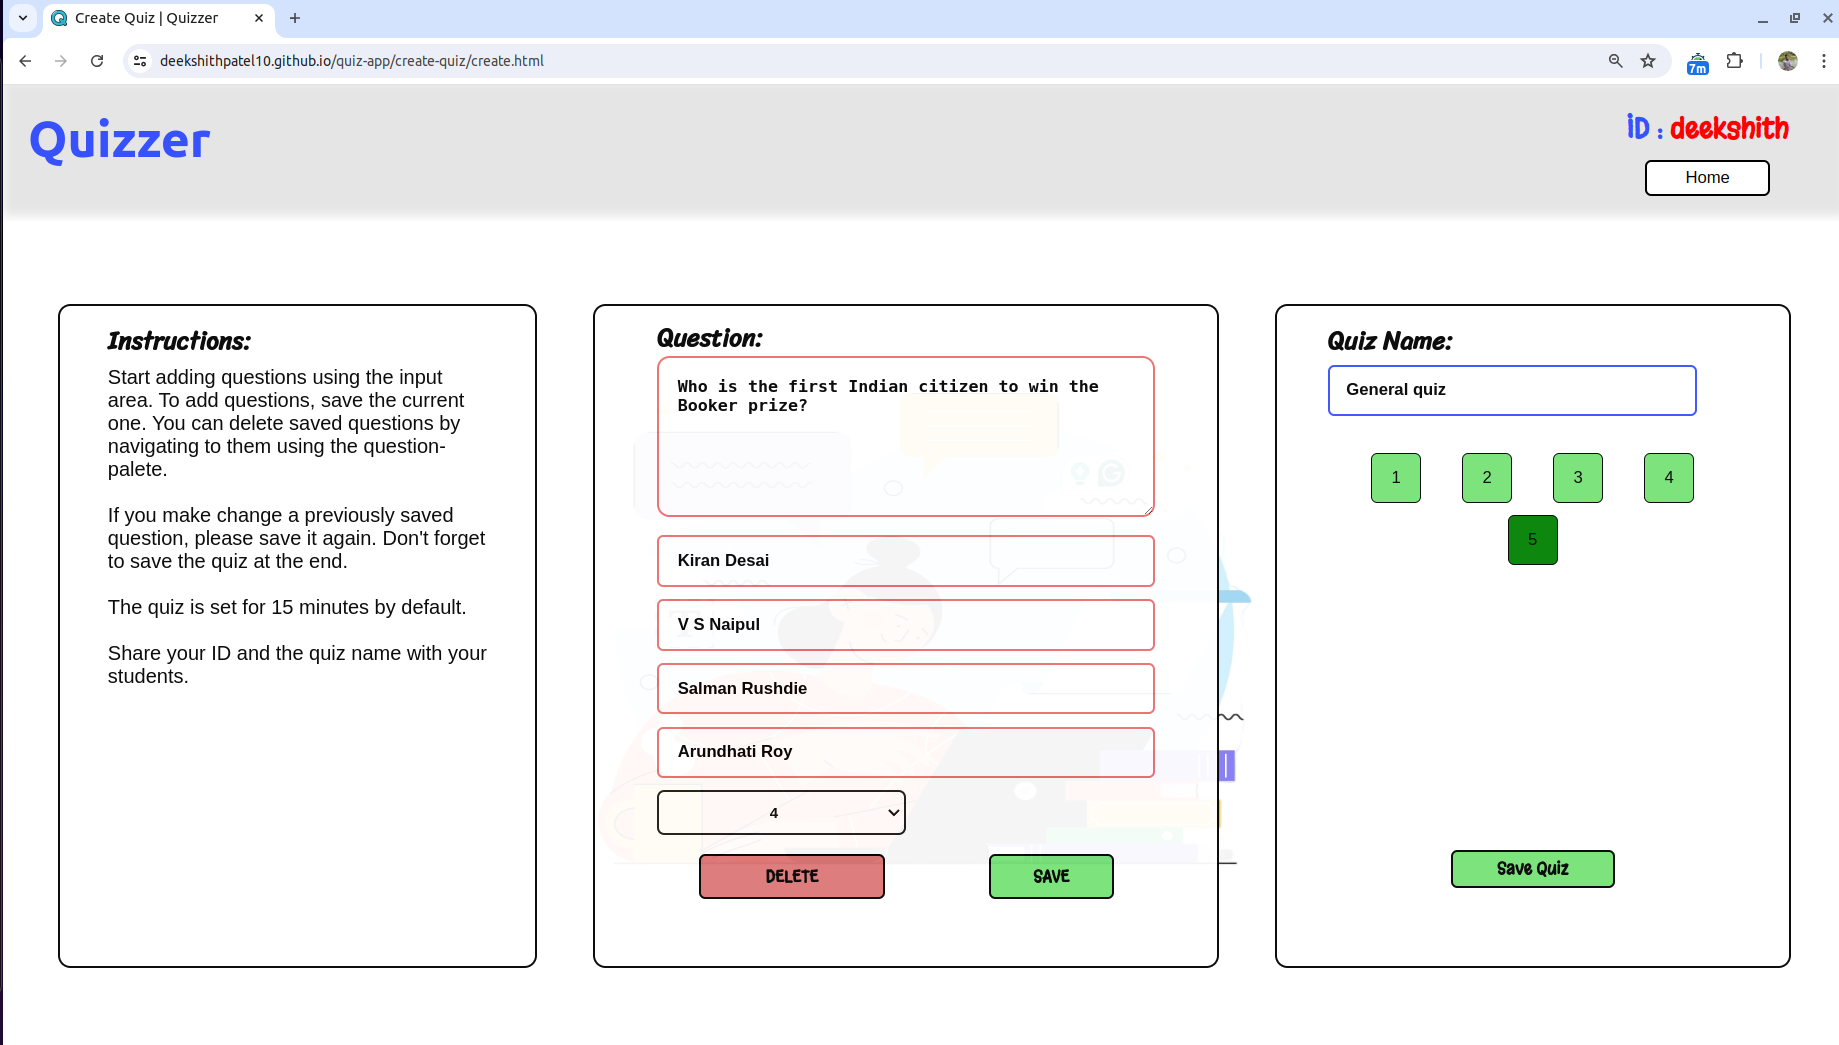 Create Quiz | Quizzer
deekshithpatel10.github.io/quiz-app/create-quiz/create.html
7m
Quizzer
iD : deekshith
Home
Instructions:
Start adding questions using the input
area. To add questions, save the current
one. You can delete saved questions by
navigating to them using the question-
palete.
If you make change a previously saved
question, please save it again. Don't forget
to save the quiz at the end.
The quiz is set for 15 minutes by default.
Share your ID and the quiz name with your
students.
Question:
Who is the first Indian citizen to win the
Booker prize?
Kiran Desai
V S Naipul
Salman Rushdie
Arundhati Roy
4
DELETE
SAVE
Quiz Name:
General quiz
1 2 3 4
5
Save Quiz